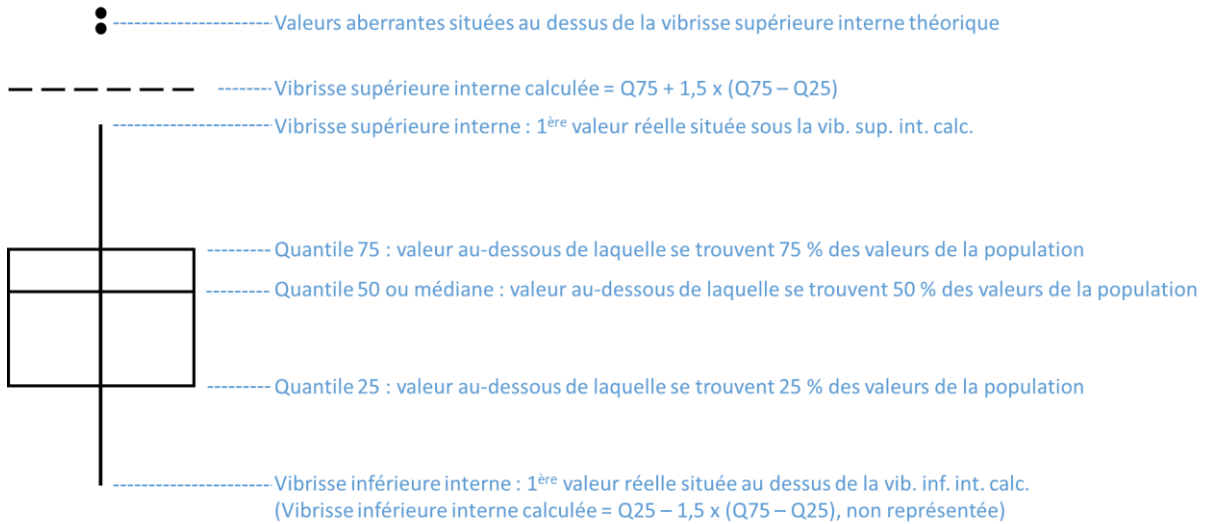 Valeurs aberrantes situées au dessus de la vibrisse supérieure interne théorique
Vibrisse supérieure interne calculée = Q75 + 1,5 x (Q75 – Q25)
Vibrisse supérieure interne : 1ère valeur réelle située sous la vib. sup. int. calc.
Quantile 75 : valeur au-dessous de laquelle se trouvent 75 % des valeurs de la population
Quantile 50 ou médiane : valeur au-dessous de laquelle se trouvent 50 % des valeurs de la population
Quantile 25 : valeur au-dessous de laquelle se trouvent 25 % des valeurs de la population
Vibrisse inférieure interne : 1ère valeur réelle située au dessus de la vib. inf. int. calc.
(Vibrisse inférieure interne calculée = Q25 – 1,5 x (Q75 – Q25), non représentée)